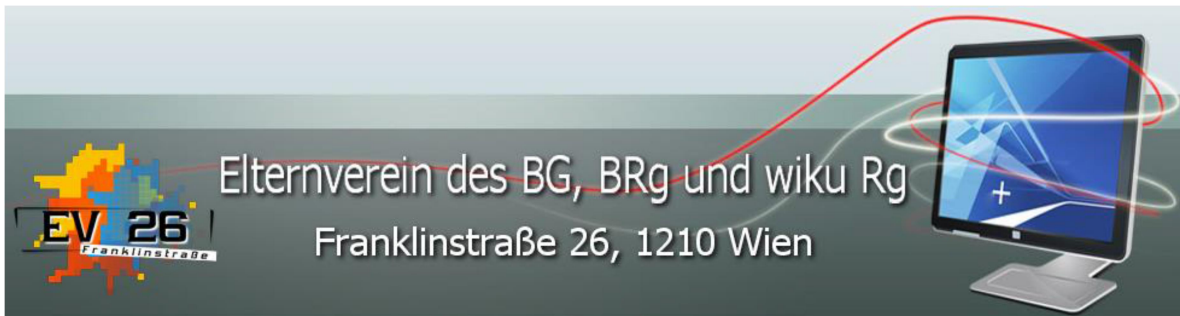 Elternverein des BG, BRg und wiku Rg
Franklinstraße 26, 1210 Wien
EV 26
Franklinstraße